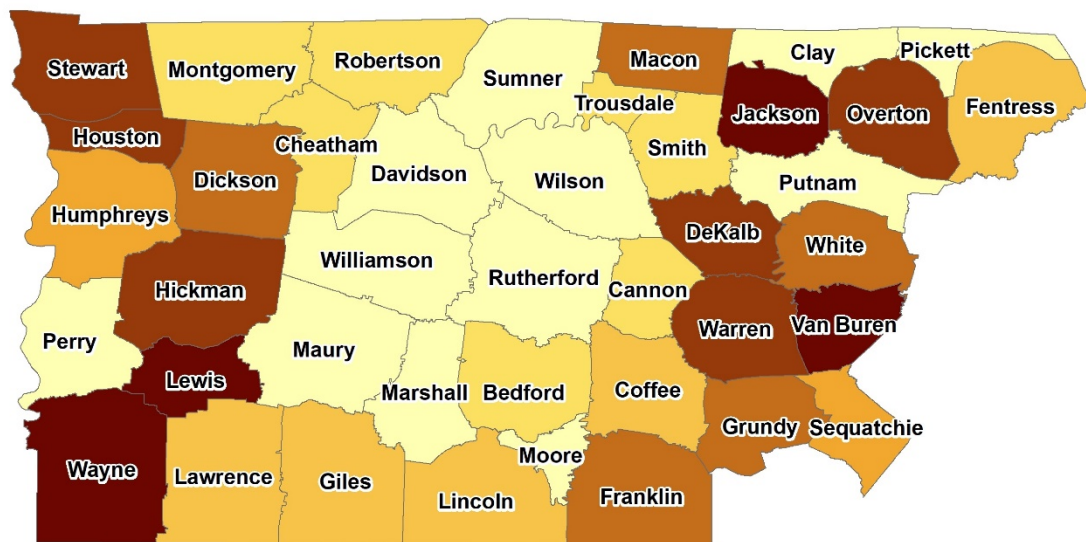 Stewart
Montgomery
Robertson
Sumner
Macon
Clay
Pickett
Trousdale
Jackson
Overton
Fentress
Houston
Cheatham
Smith
Dickson
Davidson
Wilson
Putnam
Humphreys
DeKalb
White
Williamson
Rutherford
Cannon
Hickman
Warren
Van Buren
Perry
Maury
Lewis
Marshall
Bedford
Coffee
Grundy
Sequatchie
Moore
Wayne
Lawrence
Giles
Lincoln
Franklin